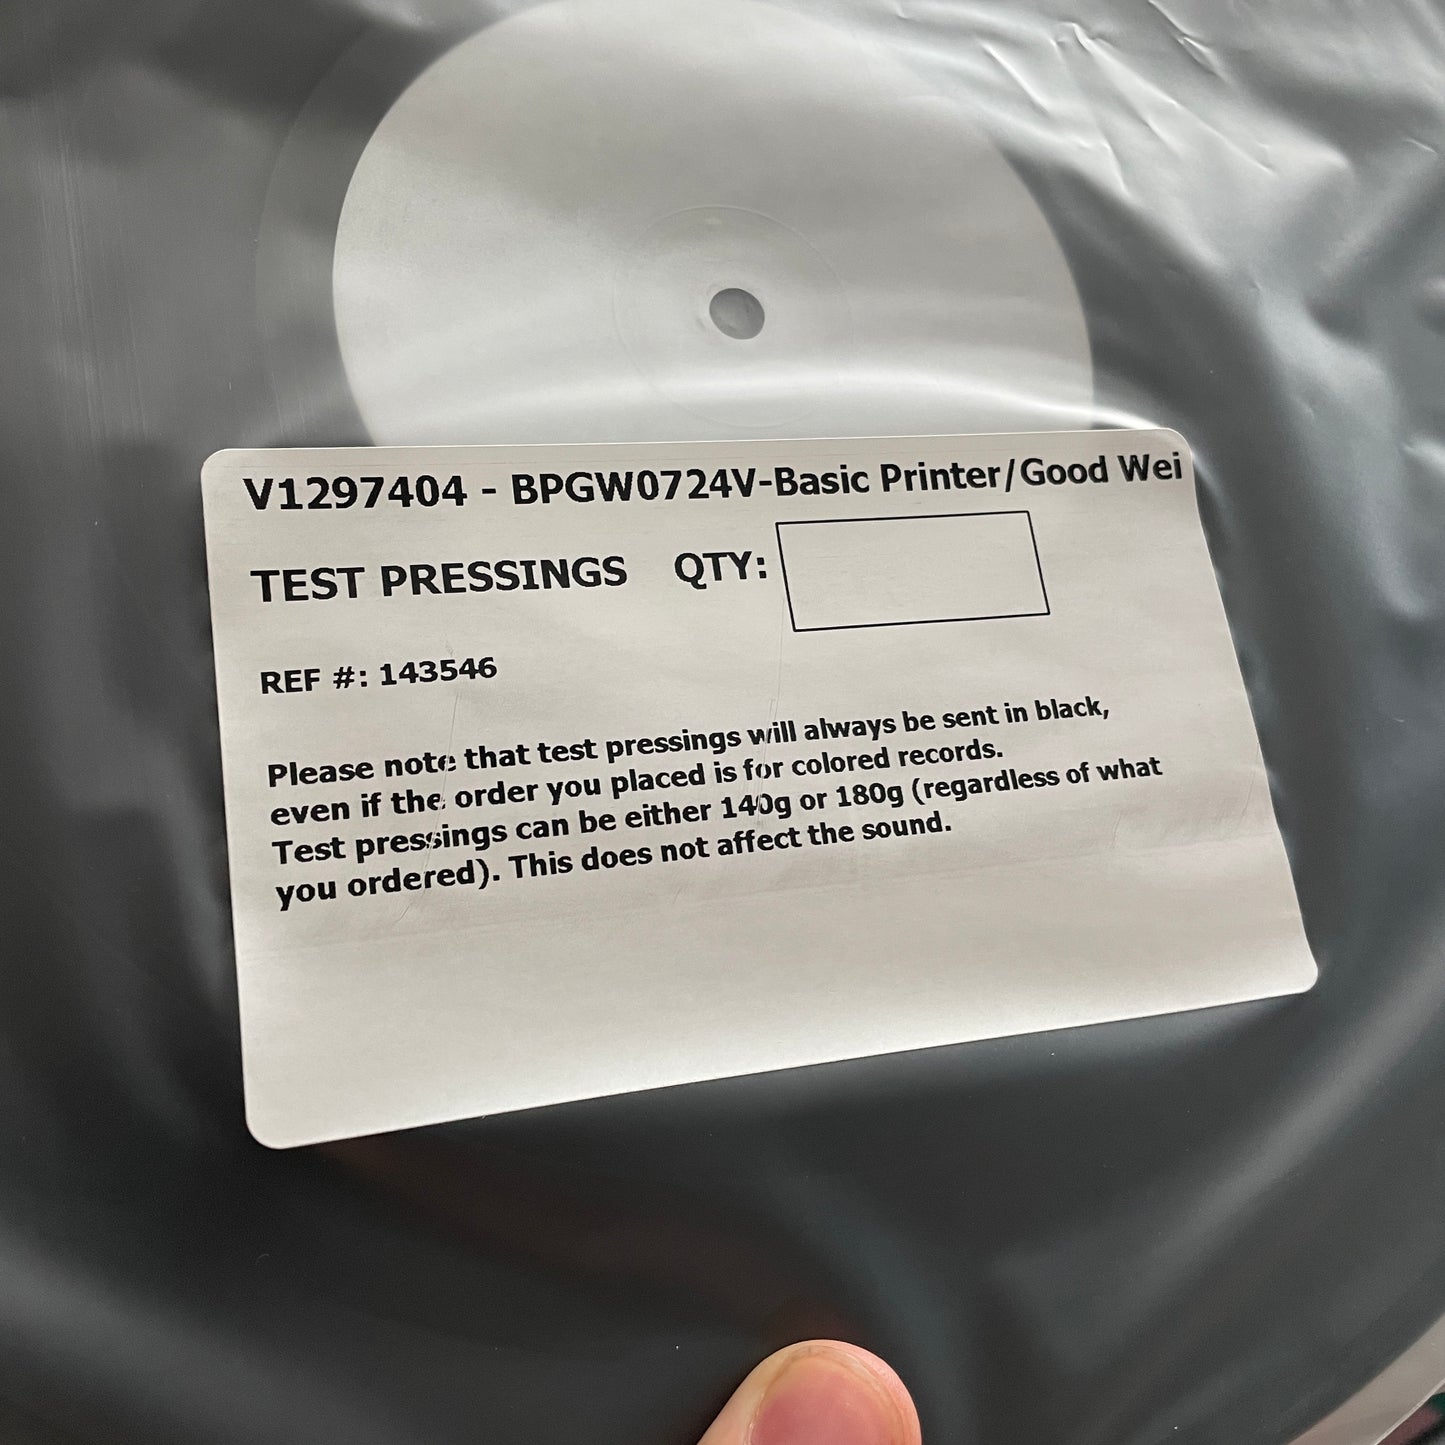 V1297404 - BPGW0724V-Basic Printer/Good Wei
TEST PRESSINGS QTY:
REF #: 143546
Please note that test pressings will always be sent in black,
even if the order you placed is for colored records.
Test pressings can be either 140g or 180g (regardless of what
you ordered). This does not affect the sound.